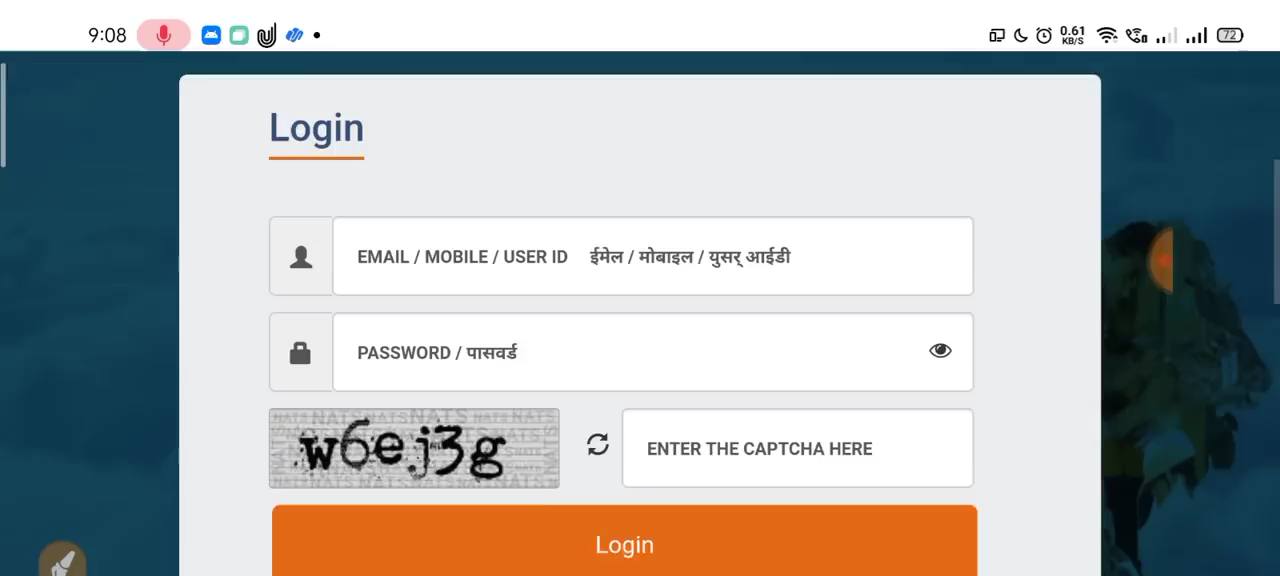 9:08 0.61 KB/S 72
Login
EMAIL / MOBILE / USER ID ईमेल / मोबाइल / युसर् आईडी
PASSWORD / पासवर्ड
w6ej3g ENTER THE CAPTCHA HERE
Login